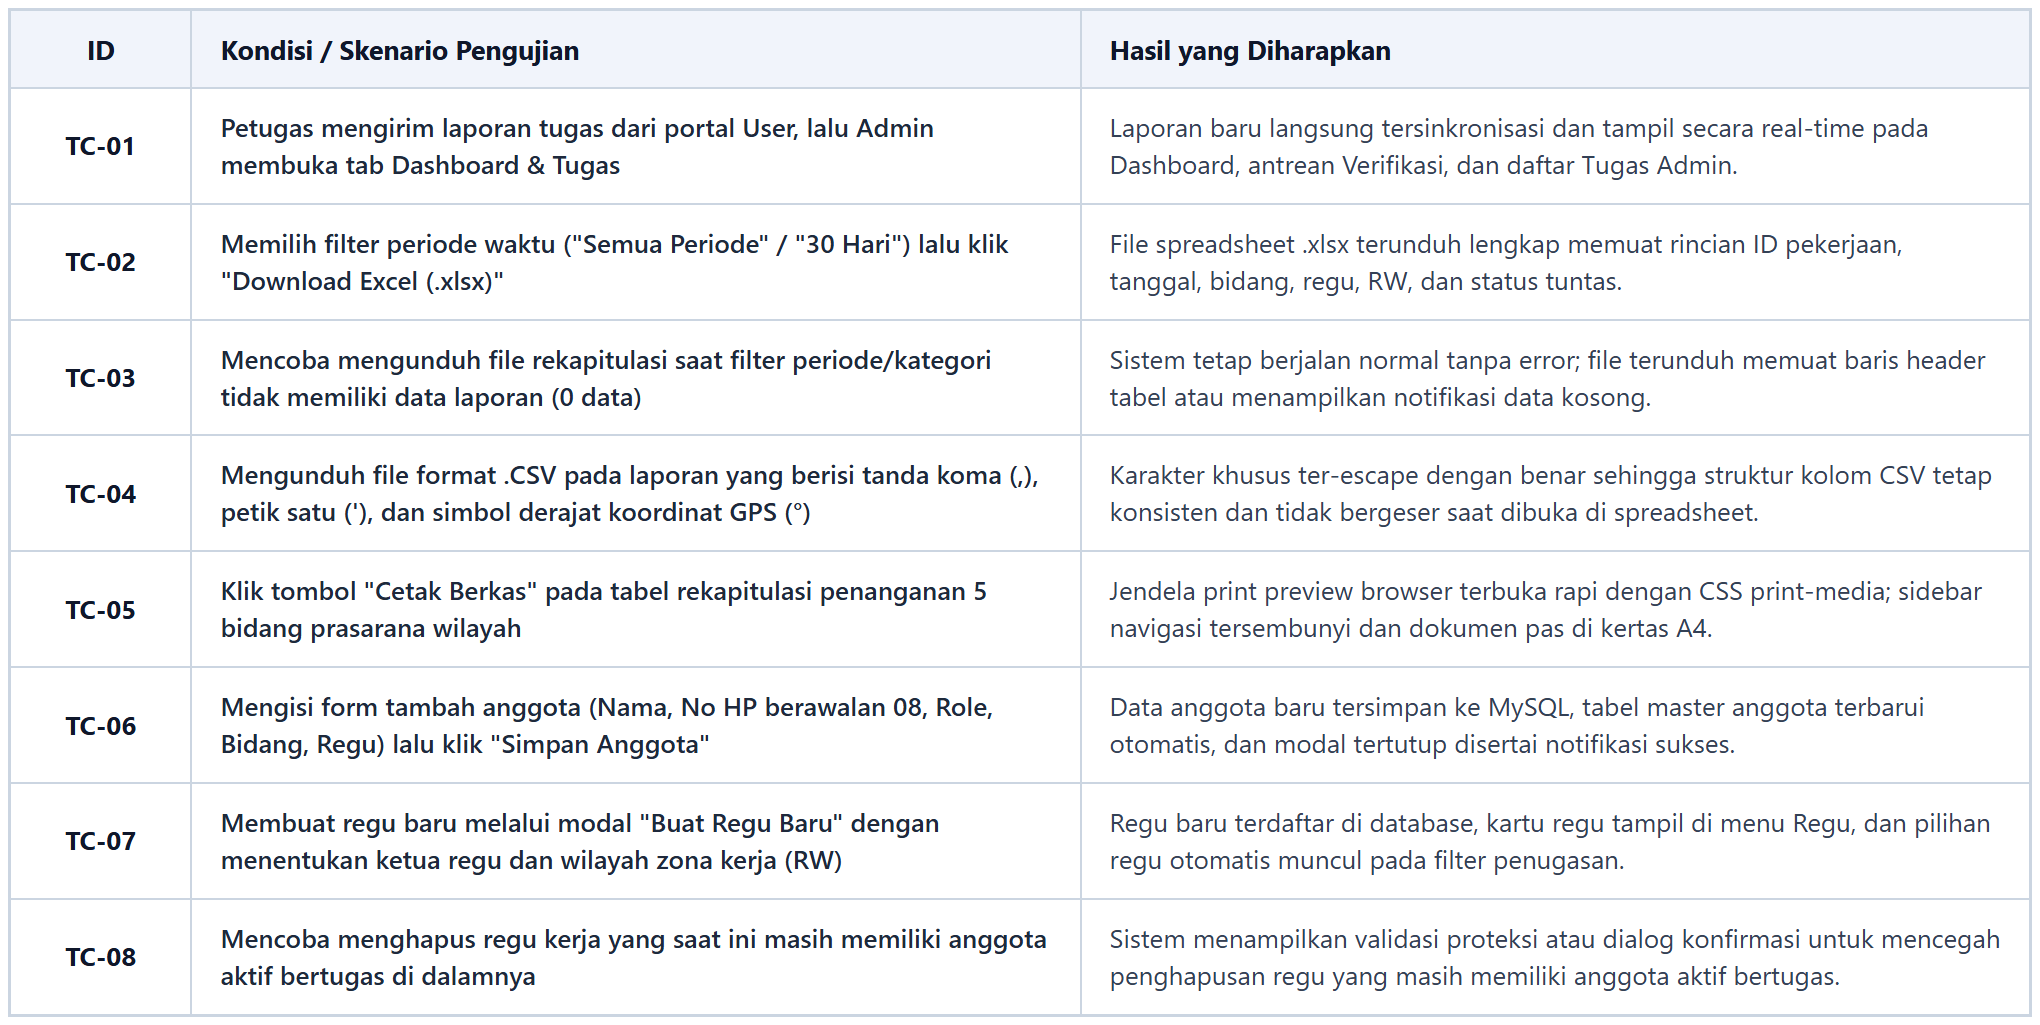 ID
Kondisi / Skenario Pengujian
Hasil yang Diharapkan
TC-01
Petugas mengirim laporan tugas dari portal User, lalu Admin
membuka tab Dashboard & Tugas
Laporan baru langsung tersinkronisasi dan tampil secara real-time pada
Dashboard, antrean Verifikasi, dan daftar Tugas Admin.
TC-02
Memilih filter periode waktu ("Semua Periode" / "30 Hari") lalu klik
"Download Excel (.xlsx)"
File spreadsheet .xlsx terunduh lengkap memuat rincian ID pekerjaan,
tanggal, bidang, regu, RW, dan status tuntas.
TC-03
Mencoba mengunduh file rekapitulasi saat filter periode/kategori
tidak memiliki data laporan (0 data)
Sistem tetap berjalan normal tanpa error; file terunduh memuat baris header
tabel atau menampilkan notifikasi data kosong.
TC-04
Mengunduh file format .CSV pada laporan yang berisi tanda koma (,),
petik satu ('), dan simbol derajat koordinat GPS (°)
Karakter khusus ter-escape dengan benar sehingga struktur kolom CSV tetap
konsisten dan tidak bergeser saat dibuka di spreadsheet.
TC-05
Klik tombol "Cetak Berkas" pada tabel rekapitulasi penanganan 5
bidang prasarana wilayah
Jendela print preview browser terbuka rapi dengan CSS print-media; sidebar
navigasi tersembunyi dan dokumen pas di kertas A4.
TC-06
Mengisi form tambah anggota (Nama, No HP berawalan 08, Role,
Bidang, Regu) lalu klik "Simpan Anggota"
Data anggota baru tersimpan ke MySQL, tabel master anggota terbarui
otomatis, dan modal tertutup disertai notifikasi sukses.
TC-07
Membuat regu baru melalui modal "Buat Regu Baru" dengan
menentukan ketua regu dan wilayah zona kerja (RW)
Regu baru terdaftar di database, kartu regu tampil di menu Regu, dan pilihan
regu otomatis muncul pada filter penugasan.
TC-08
Mencoba menghapus regu kerja yang saat ini masih memiliki anggota
aktif bertugas di dalamnya
Sistem menampilkan validasi proteksi atau dialog konfirmasi untuk mencegah
penghapusan regu yang masih memiliki anggota aktif bertugas.